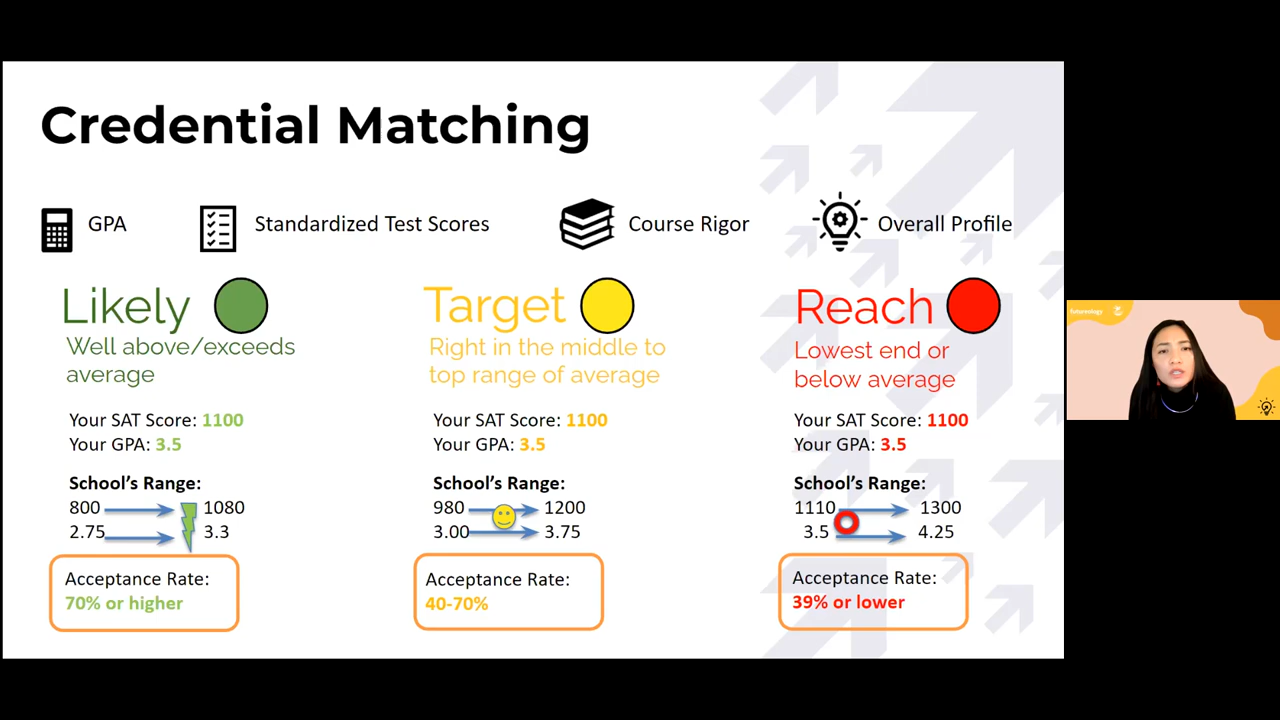 Credential Matching
GPA
Standardized Test Scores
Course Rigor
Overall Profile
Likely
Well above/exceeds
average
Your SAT Score: 1100
Your GPA: 3.5
School's Range:
800 1080
2.75 3.3
Acceptance Rate:
70% or higher
Target
Right in the middle to
top range of average
Your SAT Score: 1100
Your GPA: 3.5
School's Range:
980 1200
3.00 3.75
Acceptance Rate:
40-70%
Reach
Lowest end or
below average
Your SAT Score: 1100
Your GPA: 3.5
School's Range:
1110 1300
3.5 4.25
Acceptance Rate:
39% or lower
futureology